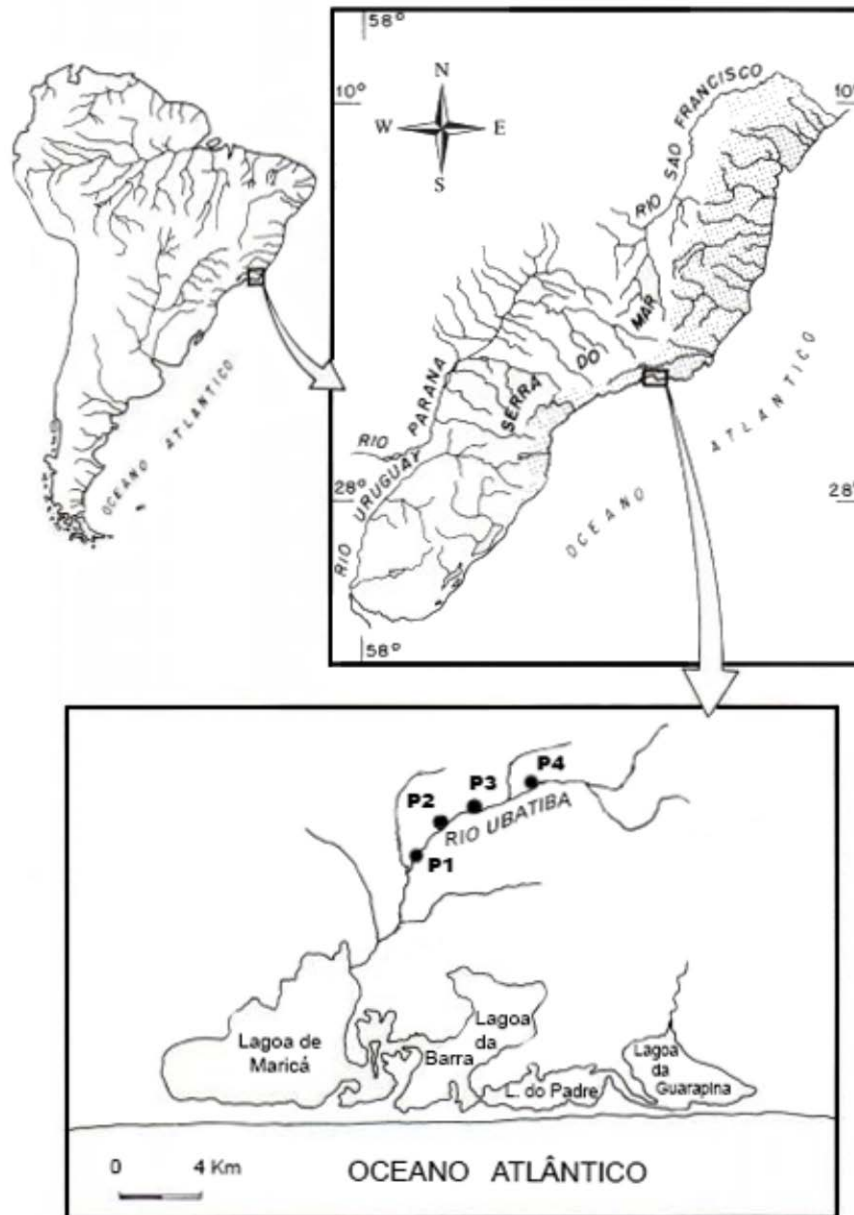 58°
10°
10°
N
W E
S
RIO SÃO FRANCISCO
SERRA DO MAR
RIO PARANA
RIO URUGUAY
28°
28°
OCEANO ATLANTICO
58°
OCEANO ATLANTICO
P4
P3
P2
RIO UBATIBA
P1
Lagoa de
Maricá
Lagoa
da
Barra
L. do Padre
Lagoa
da
Guarapina
0 4 Km
OCEANO ATLÂNTICO